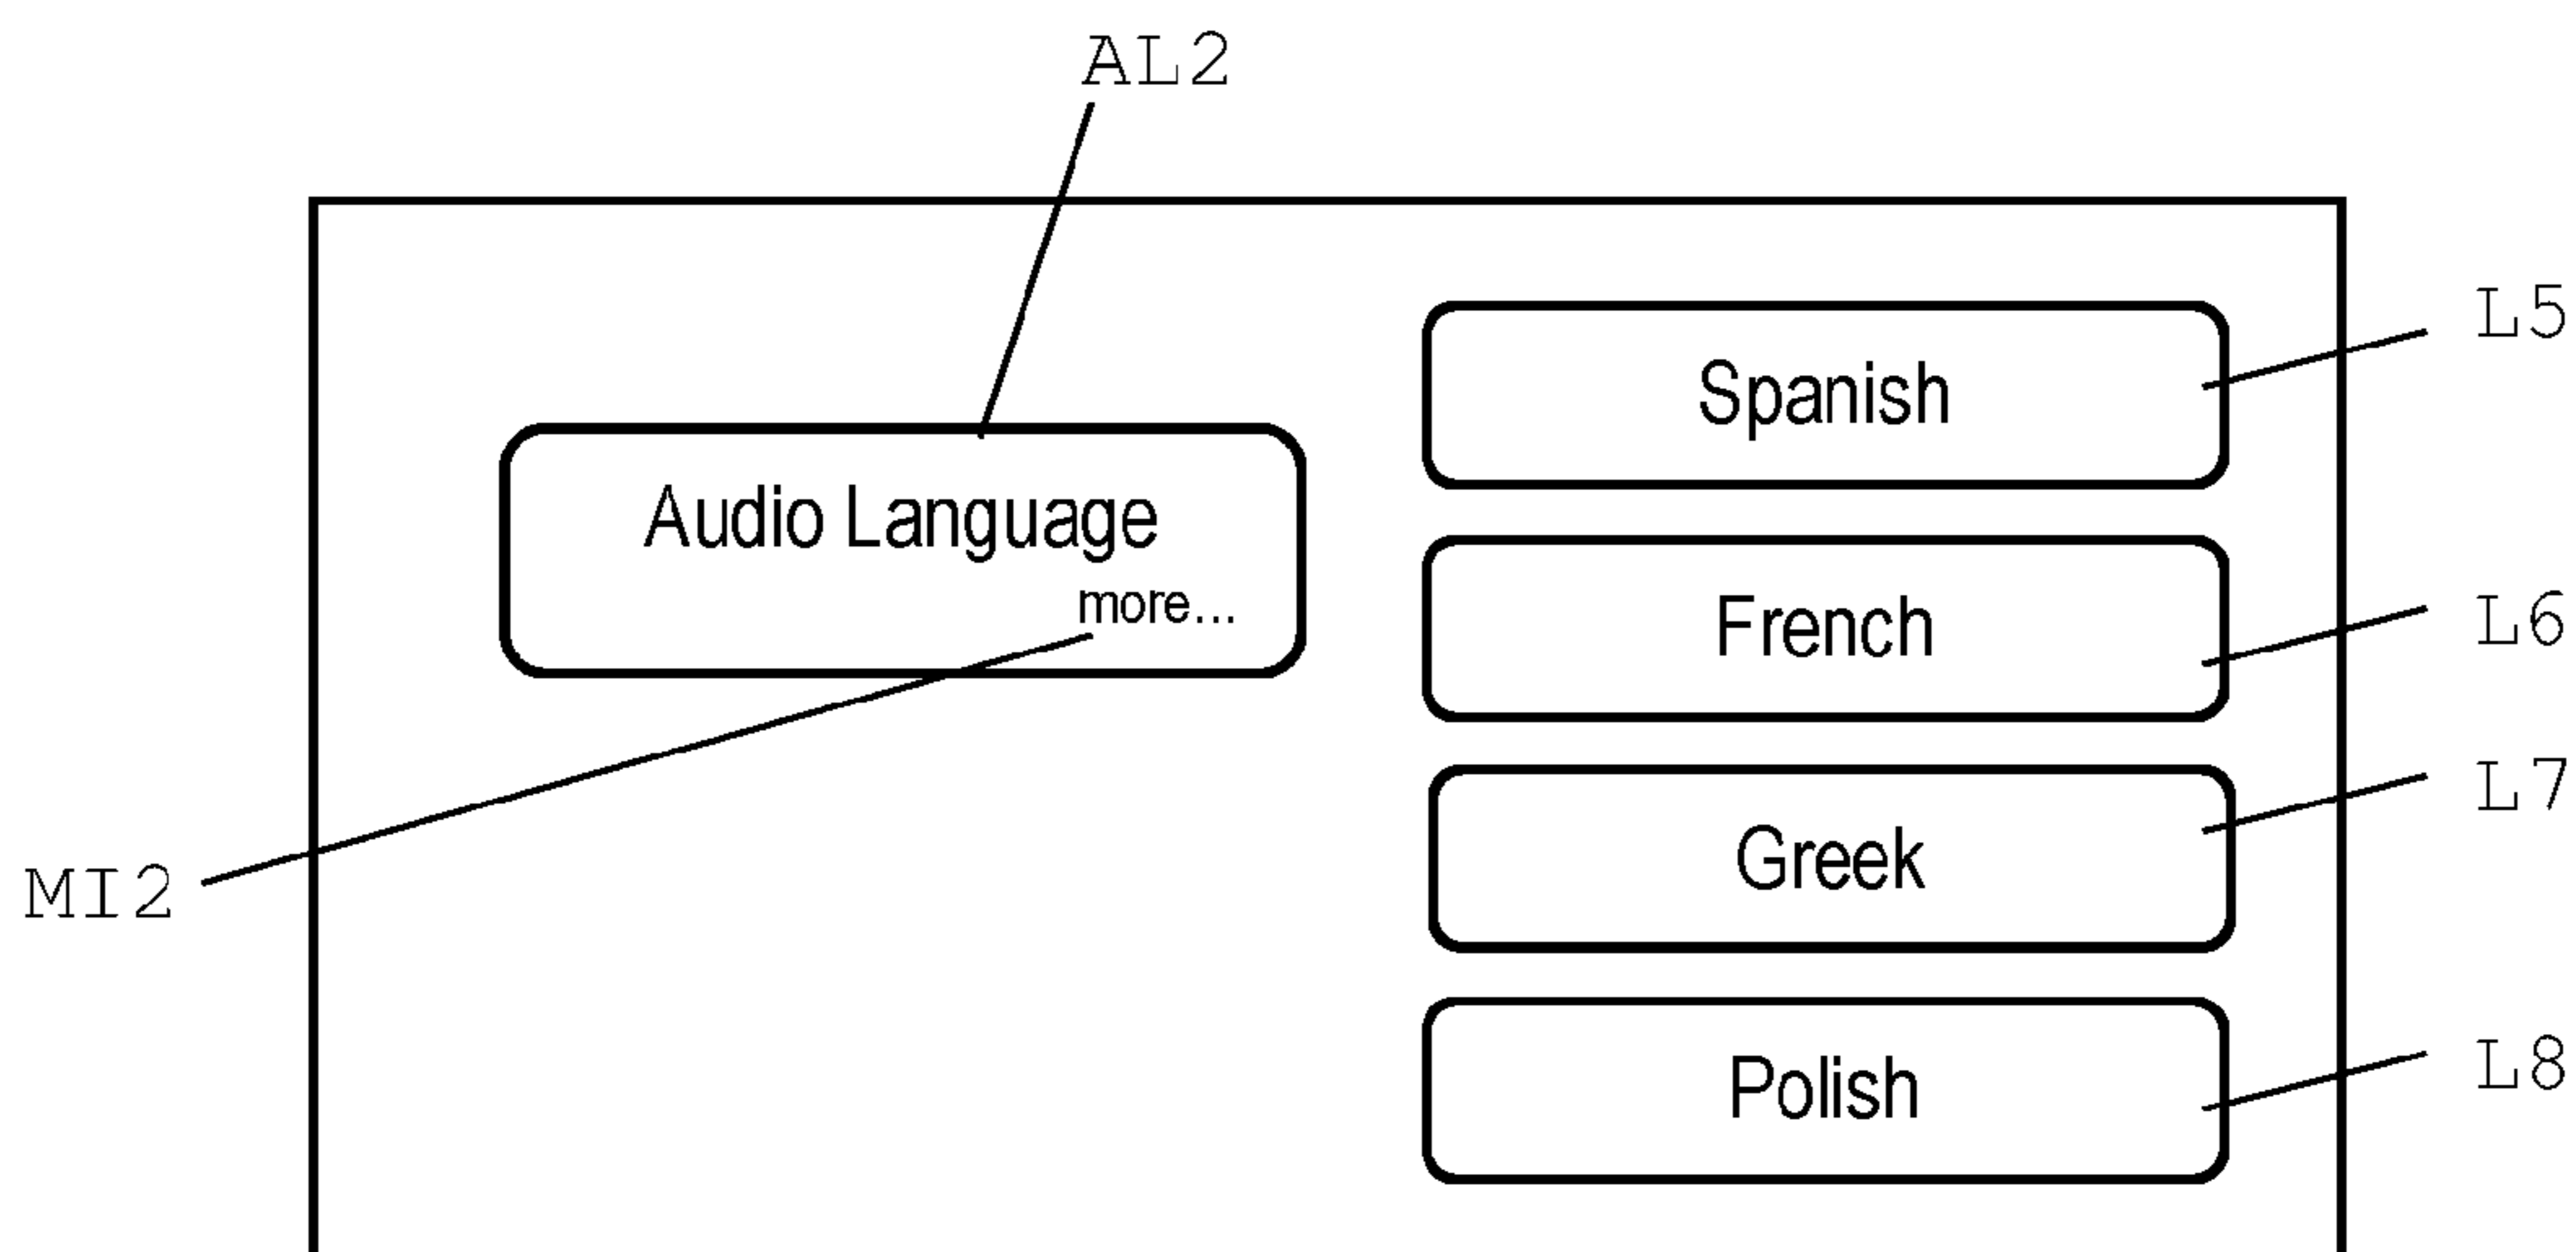 AL2
Spanish
L5
Audio Language
more...
French
L6
Greek
L7
MI2
Polish
L8